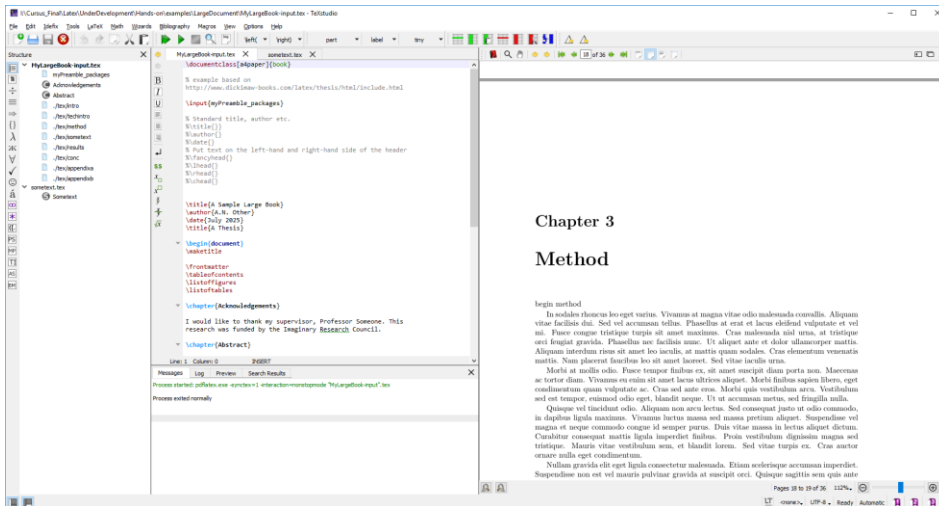 t:\Cursus_Final\Latex\UnderDevelopment\Hands-on\examples\LargeDocument\MyLargeBook-input.tex - TeXstudio
File Edit Idefix Tools LaTeX Math Wizards Bibliography Macros View Options Help
\left( \right) part label tiny
18 of 36
Structure
MyLargeBook-input.tex
myPreamble_packages
Acknowledgements
Abstract
./tex/intro
./tex/techintro
./tex/method
./tex/sometext
./tex/results
./tex/conc
./tex/appendixa
./tex/appendixb
sometext.tex
Sometext
MyLargeBook-input.tex
sometext.tex
\documentclass[a4paper]{book}
% example based on
http://www.dickimaw-books.com/latex/thesis/html/include.html
\input{myPreamble_packages}
% Standard title, author etc.
%\title{}
%\author{}
%\date{}
% Put text on the left-hand and right-hand side of the header
%\fancyhead{}
%\lhead{}
%\rhead{}
%\chead{}
\title{A Sample Large Book}
\author{A.N. Other}
\date{July 2025}
\title{A Thesis}
\begin{document}
\maketitle
\frontmatter
\tableofcontents
\listoffigures
\listoftables
\chapter{Acknowledgements}
I would like to thank my supervisor, Professor Someone. This
research was funded by the Imaginary Research Council.
\chapter{Abstract}
Line: 1 Column: 0 INSERT
Messages Log Preview Search Results
Process started: pdflatex.exe -synctex=1 -interaction=nonstopmode "MyLargeBook-input".tex
Process exited normally
Chapter 3
Method
begin method
In sodales rhoncus leo eget varius. Vivamus at magna vitae odio malesuada convallis. Aliquam
vitae facilisis dui. Sed vel accumsan tellus. Phasellus at erat et lacus eleifend vulputate et vel
mi. Fusce congue tristique turpis sit amet maximus. Cras malesuada nisl urna, at tristique
orci feugiat gravida. Phasellus nec facilisis nunc. Ut aliquet ante et dolor ullamcorper mattis.
Aliquam interdum risus sit amet leo iaculis, at mattis quam sodales. Cras elementum venenatis
mattis. Nam placerat faucibus leo id laoreet. Sed vitae iaculis urna.
Morbi at mollis odio. Fusce tempor finibus ex, sit amet suscipit diam porta non. Maecenas
ac tortor diam. Vivamus eu enim sit amet lacus ultrices aliquet. Morbi finibus sapien libero, eget
condimentum quam vulputate ac. Cras sed ante eros. Morbi quis vestibulum arcu. Vestibulum
sed est tempor, euismod odio eget, blandit neque. Ut ut accumsan metus, sed fringilla nulla.
Quisque vel tincidunt odio. Aliquam non arcu lectus. Sed consequat justo ut odio commodo,
in dapibus ligula maximus. Vivamus luctus massa sed massa pretium aliquet. Suspendisse vel
magna et neque commodo congue id semper purus. Duis vitae massa in lectus aliquet dictum.
Curabitur consequat mattis ligula imperdiet finibus. Proin vestibulum dignissim magna sed
tristique. Mauris vitae vestibulum sem, et blandit lorem. Sed vitae turpis ex. Cras auctor
ornare nulla eget condimentum.
Nullam gravida elit eget ligula consectetur malesuada. Etiam scelerisque accumsan imperdiet.
Suspendisse non est vel mauris pulvinar gravida at suscipit orci. Quisque sagittis sem quis ante
Pages 18 to 19 of 36 112%
LT <none> UTF-8 Ready Automatic